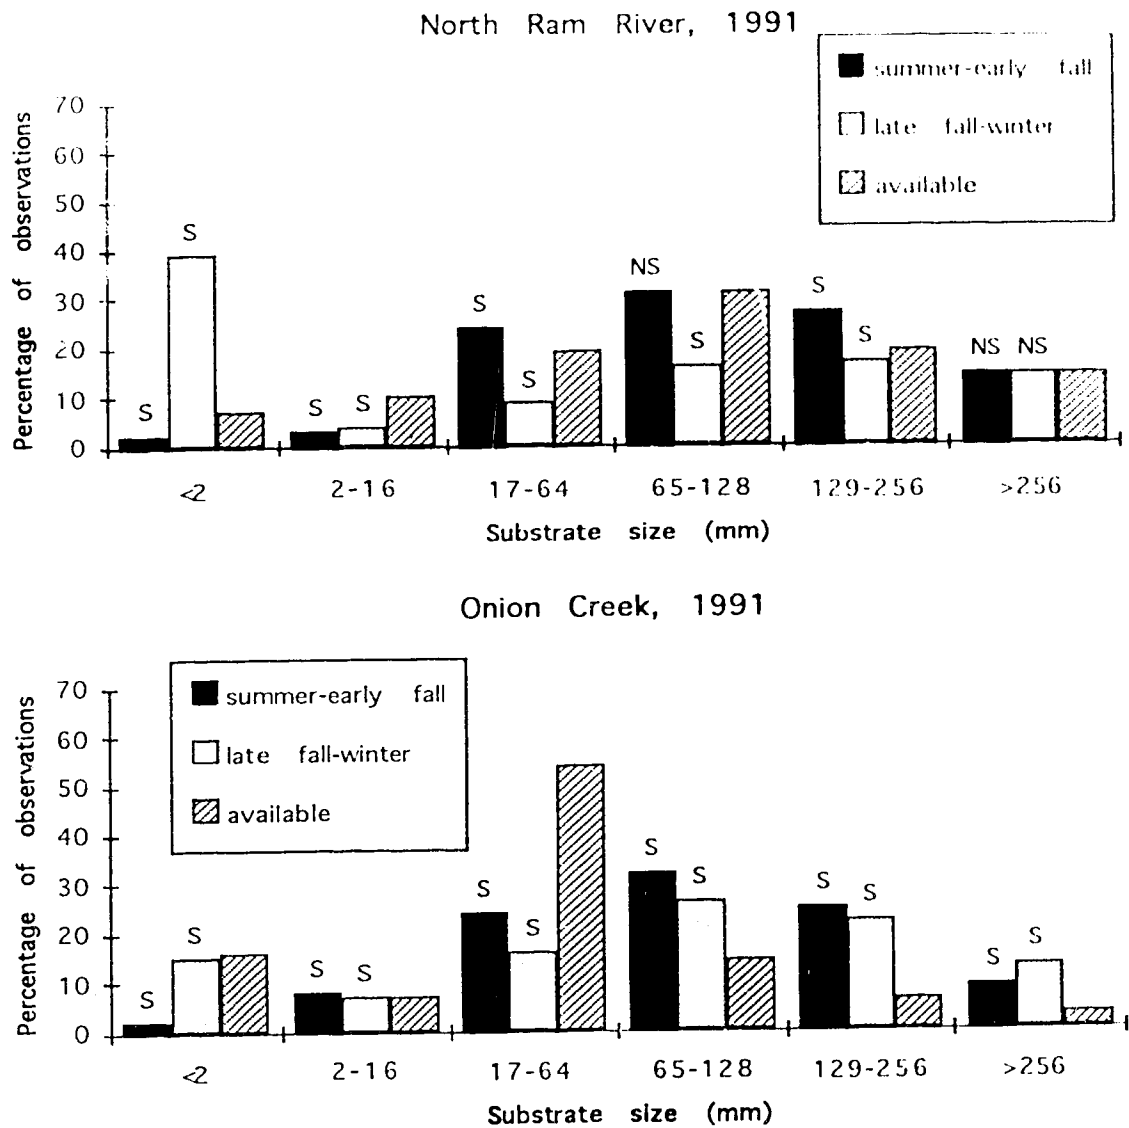 North Ram River, 1991
summer-early fall
late fall-winter
available
Percentage of observations
70
60
50
40
30
20
10
0
S S
S S
S S
NS S
S S
NS NS
<2 2-16 17-64 65-128 129-256 >256
Substrate size (mm)
Onion Creek, 1991
summer-early fall
late fall-winter
available
Percentage of observations
70
60
50
40
30
20
10
0
S S
S S
S S
S S
S S
S S
<2 2-16 17-64 65-128 129-256 >256
Substrate size (mm)